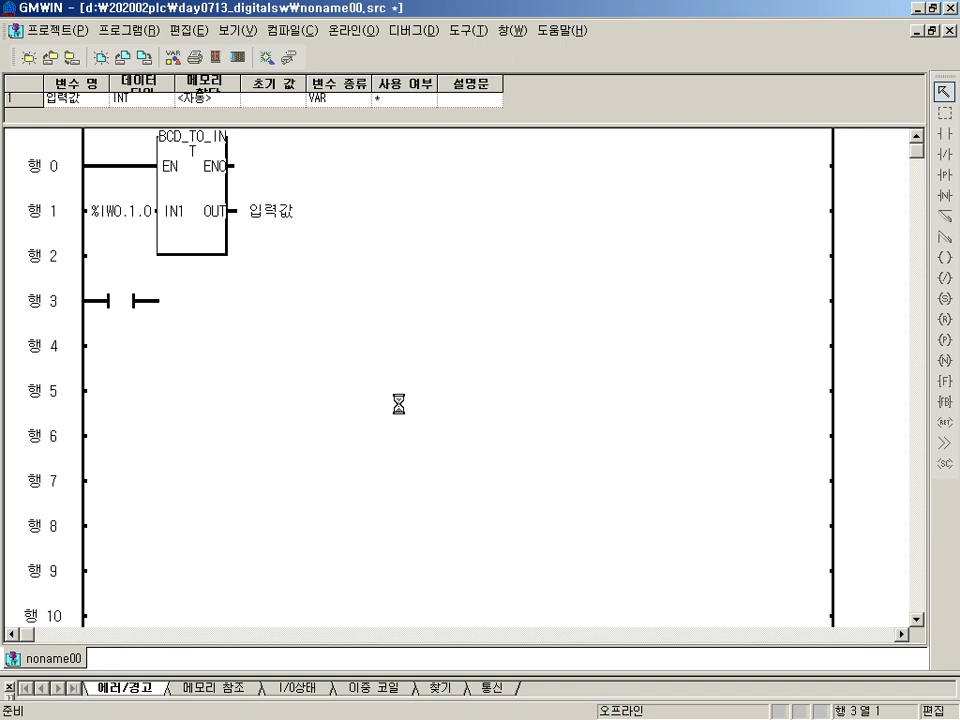 GMWIN - [d:\202002plc\day0713_digitalsw\noname00.src *]
프로젝트(P) 프로그램(R) 편집(E) 보기(V) 컴파일(C) 온라인(O) 디버그(D) 도구(T) 창(W) 도움말(H)
변수 명 데이터 타입 메모리 할당 초기 값 변수 종류 사용 여부 설명문
1 입력값 INT <자동> VAR *
BCD_TO_IN
T
행 0 EN ENO
행 1 %IW0.1.0 IN1 OUT 입력값
행 2
행 3
행 4
행 5
행 6
행 7
행 8
행 9
행 10
noname00
에러/경고 메모리 참조 I/O상태 이중 코일 찾기 통신
준비 오프라인 행 3 열 1 편집